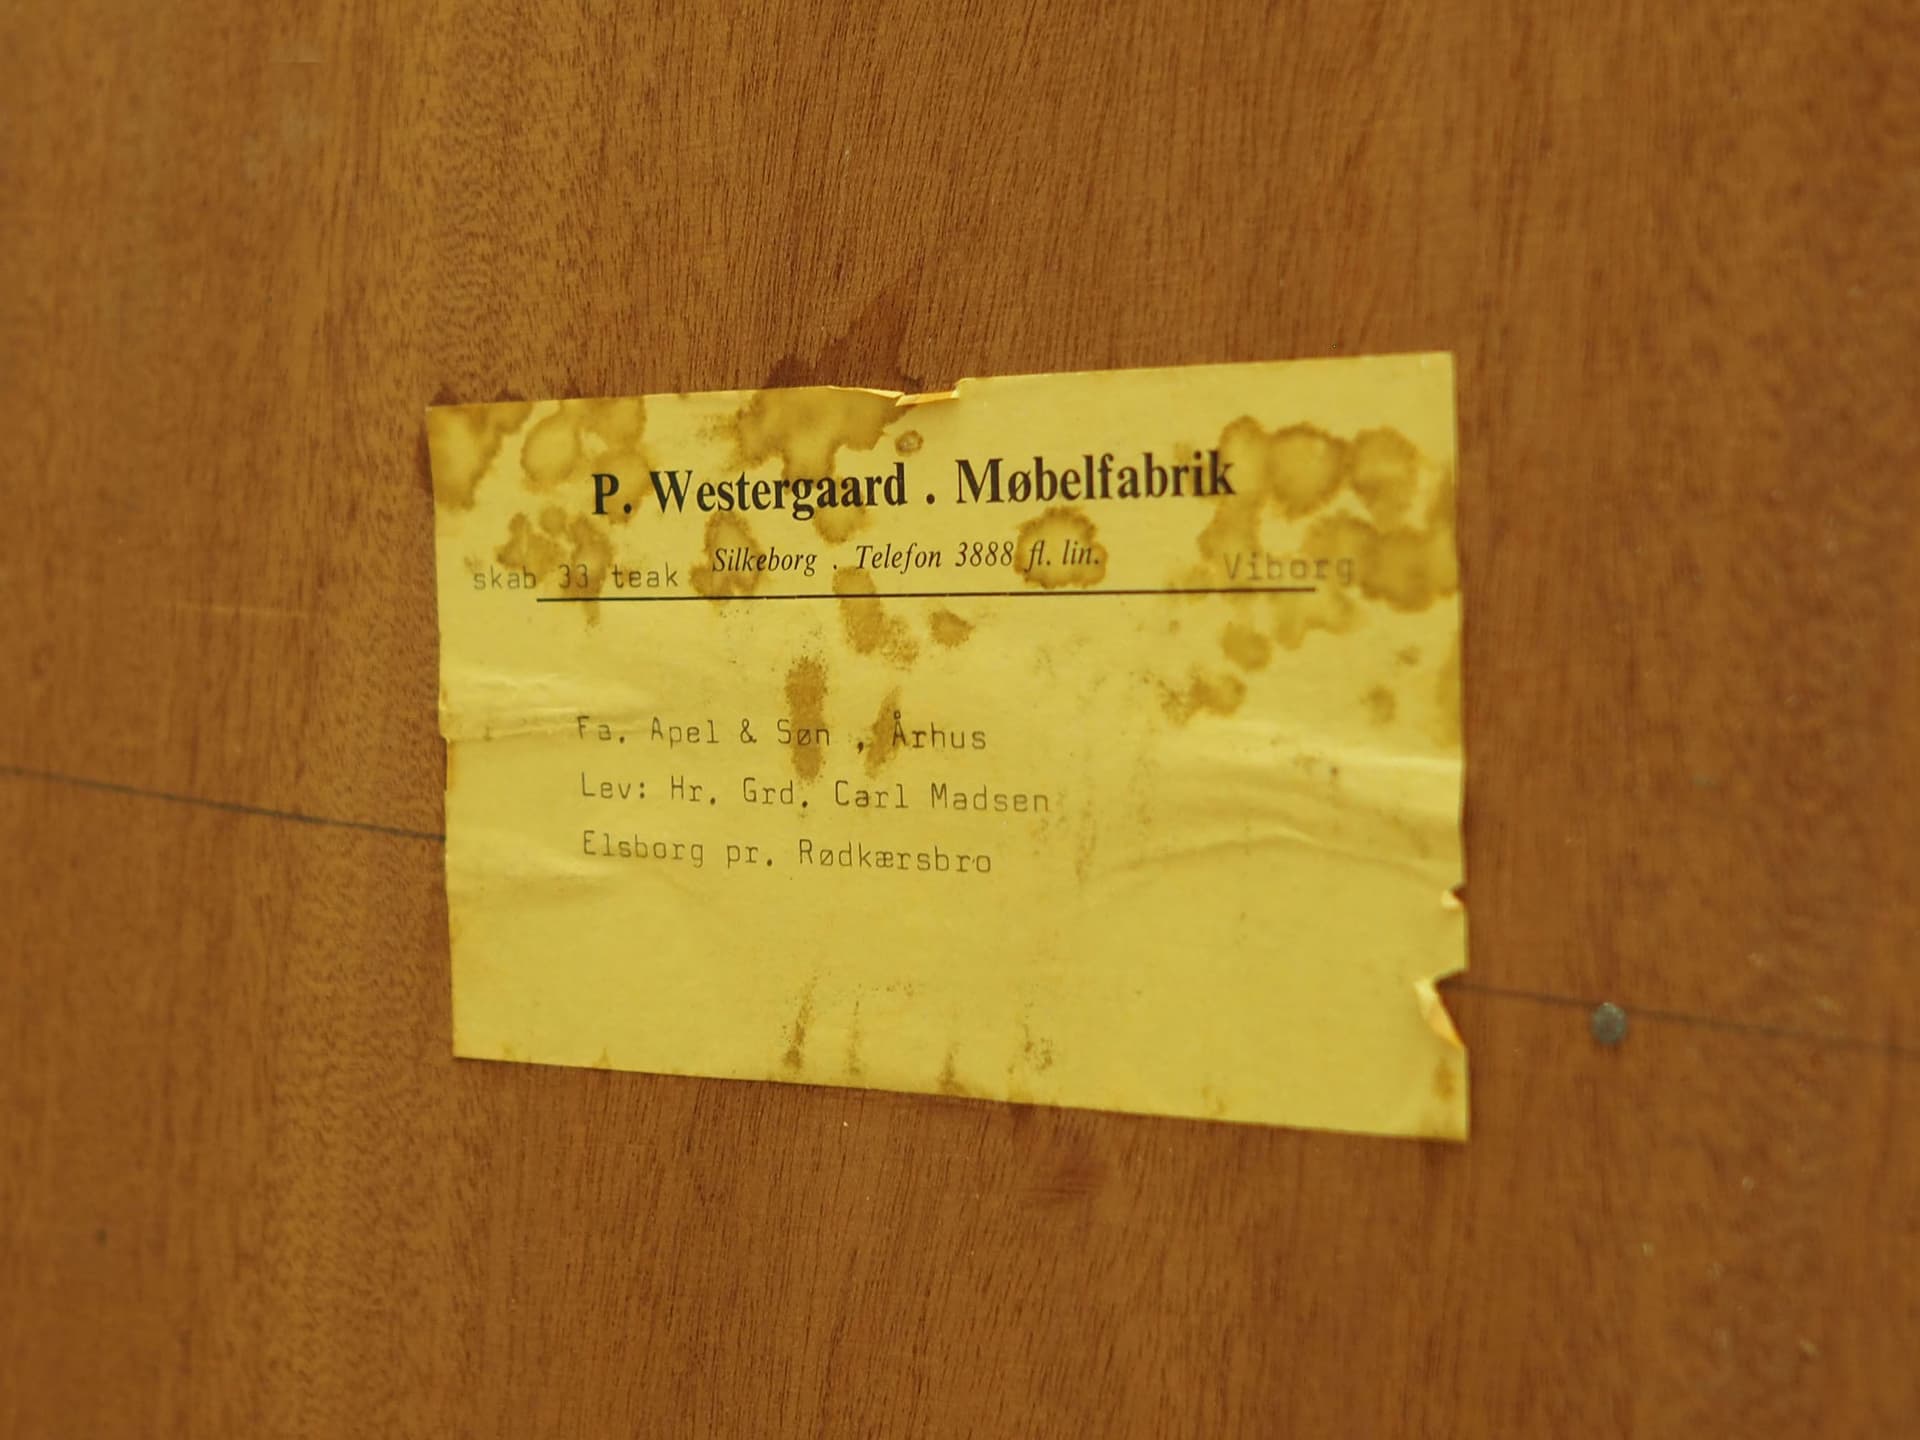 P. Westergaard . Møbelfabrik
skab 33 teak Silkeborg . Telefon 3888 fl. lin. Viborg
Fa. Apel & Søn , Århus
Lev: Hr. Grd. Carl Madsen
Elsborg pr. Rødkærsbro